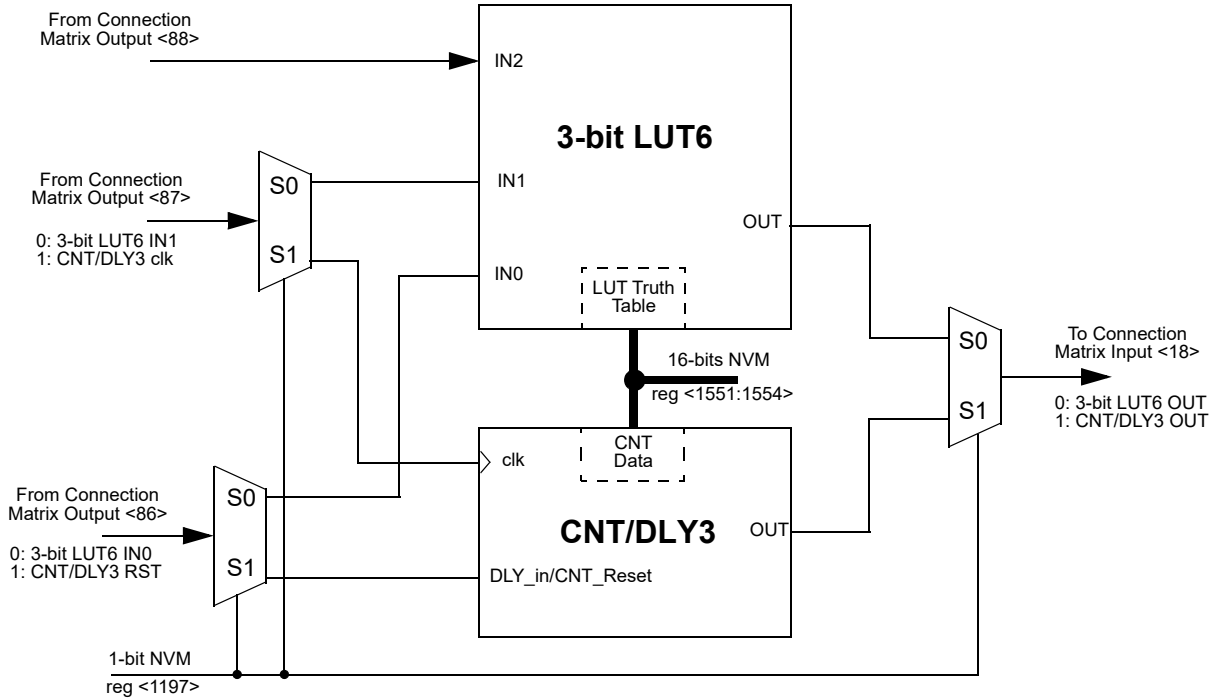 From Connection
Matrix Output <88>
IN2
3-bit LUT6
From Connection
Matrix Output <87>
0: 3-bit LUT6 IN1
1: CNT/DLY3 clk
S0
S1
IN1
IN0
OUT
LUT Truth
Table
16-bits NVM
reg <1551:1554>
S0
S1
To Connection
Matrix Input <18>
0: 3-bit LUT6 OUT
1: CNT/DLY3 OUT
CNT
Data
clk
CNT/DLY3
OUT
DLY_in/CNT_Reset
From Connection
Matrix Output <86>
0: 3-bit LUT6 IN0
1: CNT/DLY3 RST
S0
S1
1-bit NVM
reg <1197>